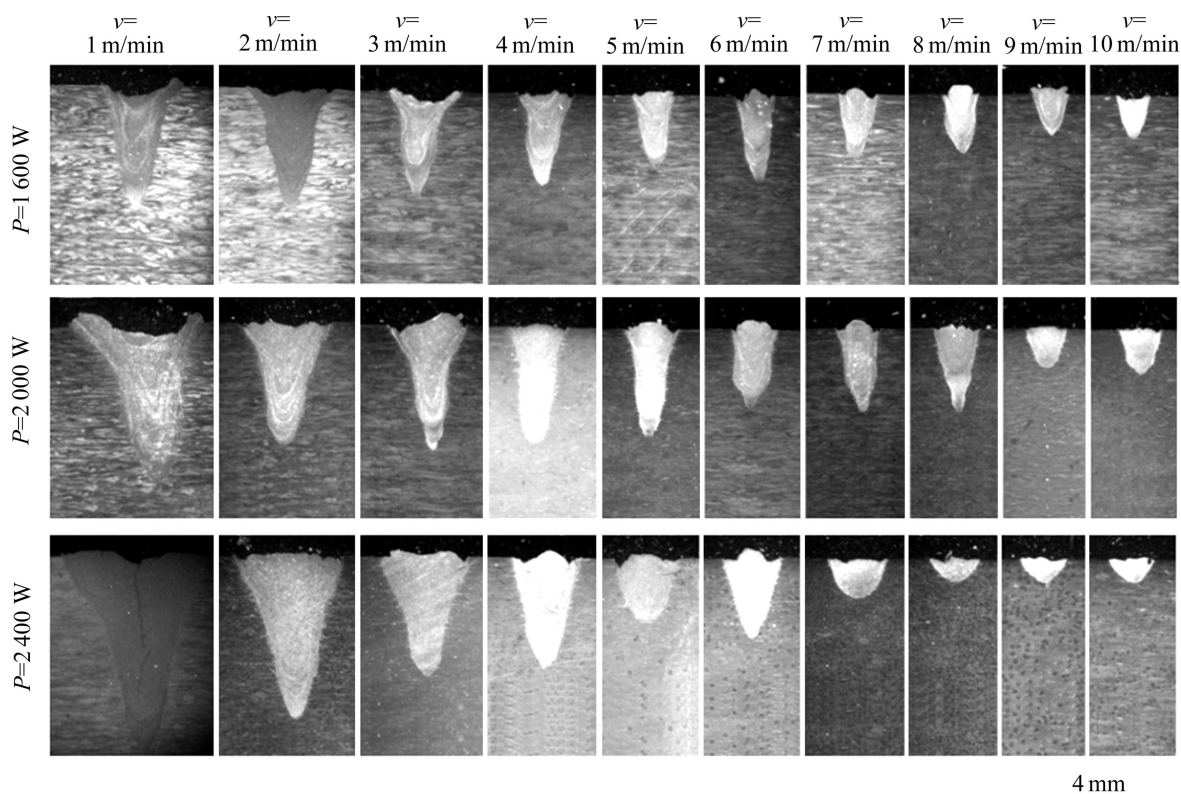 v= v= v= v= v= v= v= v= v= v=
1 m/min 2 m/min 3 m/min 4 m/min 5 m/min 6 m/min 7 m/min 8 m/min 9 m/min 10 m/min
P=1 600 W
P=2 000 W
P=2 400 W
4 mm